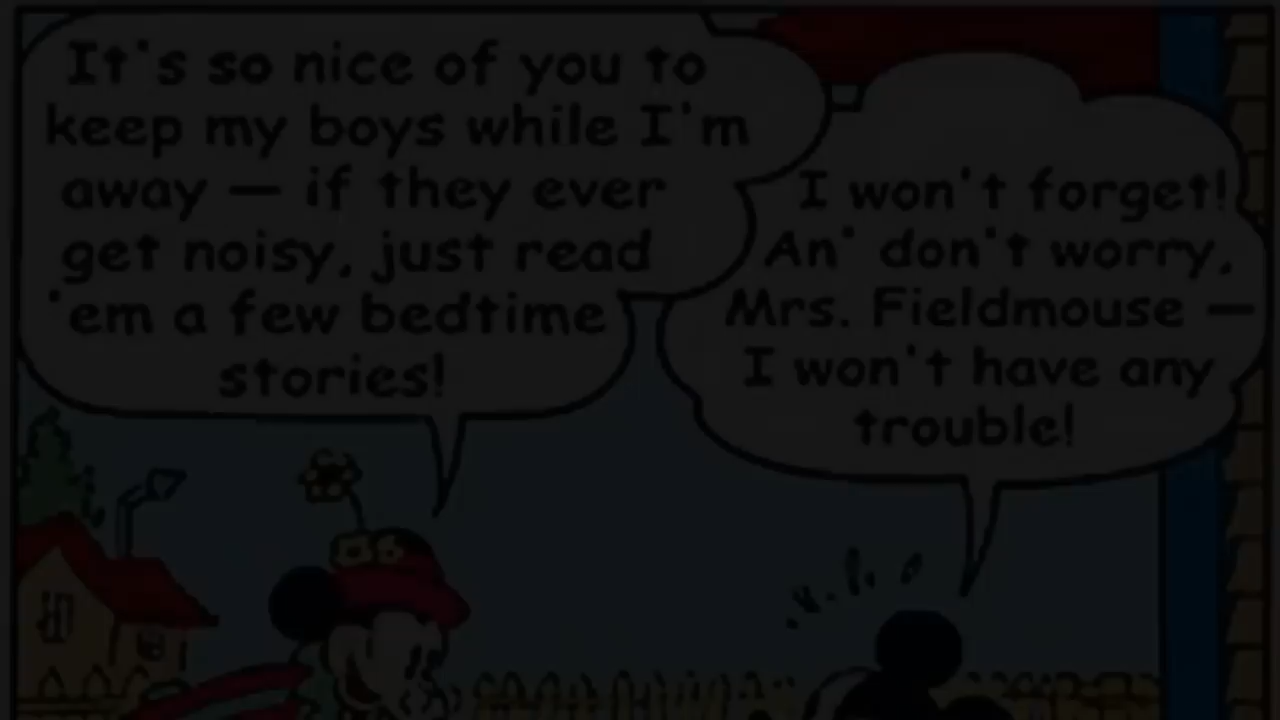 It's so nice of you to
keep my boys while I'm
away — if they ever
get noisy, just read
'em a few bedtime
stories!
I won't forget!
An' don't worry,
Mrs. Fieldmouse —
I won't have any
trouble!